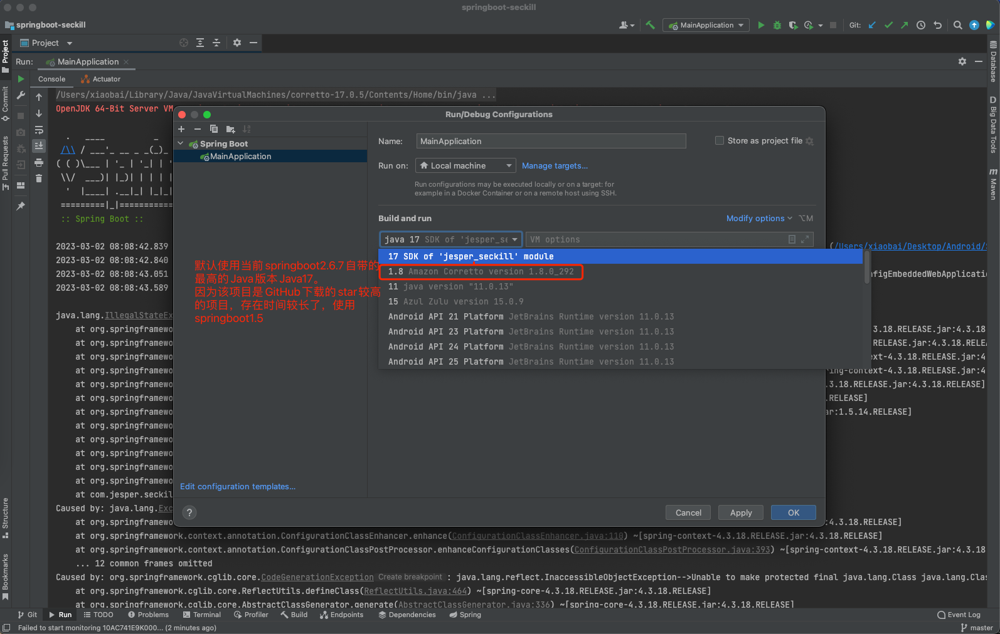 springboot-seckill
springboot-seckill
MainApplication
Git:
Project
Run: MainApplication
Console Actuator
/Users/xiaobai/Library/Java/JavaVirtualMachines/corretto-17.0.5/Contents/Home/bin/java ...
OpenJDK 64-Bit Server VM
:: Spring Boot ::
2023-03-02 08:08:42.839
2023-03-02 08:08:42.840
2023-03-02 08:08:43.051
2023-03-02 08:08:43.589
java.lang.IllegalStateEx
at org.springframewo
at org.springframewo
at org.springframewo
at org.springframewo
at org.springframewo
at org.springframewo
at org.springframewo
at org.springframewo
at org.springframewo
at org.springframewo
at org.springframewo
at org.springframewo
at com.jesper.seckil
Caused by: java.lang.Exc
at org.springframewo
Run/Debug Configurations
Spring Boot
MainApplication
Edit configuration templates...
Name: MainApplication
Store as project file
Run on: Local machine Manage targets...
Run configurations may be executed locally or on a target: for
example in a Docker Container or on a remote host using SSH.
Build and run Modify options ⌥M
java 17 SDK of 'jesper_se VM options
17 SDK of 'jesper_seckill' module
1.8 Amazon Corretto version 1.8.0_292
11 java version "11.0.13"
15 Azul Zulu version 15.0.9
Android API 21 Platform JetBrains Runtime version 11.0.13
Android API 23 Platform JetBrains Runtime version 11.0.13
Android API 24 Platform JetBrains Runtime version 11.0.13
Android API 25 Platform JetBrains Runtime version 11.0.13
默认使用当前springboot2.6.7自带的
最高的Java版本Java17。
因为该项目是GitHub下载的star较高
的项目，存在时间较长了，使用
springboot1.5
? Cancel Apply OK
(/Users/xiaobai/Desktop/Android/S
nfigEmbeddedWebApplicatio
4.3.18.RELEASE.jar:4.3.18
.RELEASE.jar:4.3.18.RELEA
ext-4.3.18.RELEASE.jar:4.
ing-context-4.3.18.RELEASE.jar:4
.3.18.RELEASE.jar:4.3.18.RELEASE]
.RELEASE]
ar:1.5.14.RELEASE]
:4.3.18.RELEASE]
at org.springframework.context.annotation.ConfigurationClassEnhancer.enhance(ConfigurationClassEnhancer.java:110) ~[spring-context-4.3.18.RELEASE.jar:4.3.18.RELEASE]
at org.springframework.context.annotation.ConfigurationClassPostProcessor.enhanceConfigurationClasses(ConfigurationClassPostProcessor.java:393) ~[spring-context-4.3.18.RELEASE.jar:4.3.18
... 12 common frames omitted
Caused by: org.springframework.cglib.core.CodeGenerationException Create breakpoint : java.lang.reflect.InaccessibleObjectException-->Unable to make protected final java.lang.Class java.lang.Clas
at org.springframework.cglib.core.ReflectUtils.defineClass(ReflectUtils.java:464) ~[spring-core-4.3.18.RELEASE.jar:4.3.18.RELEASE]
at org.springframework.cglib.core.AbstractClassGenerator.generate(AbstractClassGenerator.java:336) ~[spring-core-4.3.18.RELEASE.jar:4.3.18.RELEASE]
Git Run TODO Problems Terminal Profiler Build Endpoints Dependencies Spring Event Log
Failed to start monitoring 10AC741E9K000... (2 minutes ago) master
Project
Commit
Pull Requests
Structure
Bookmarks
Database
D Big Data Tools
m Maven